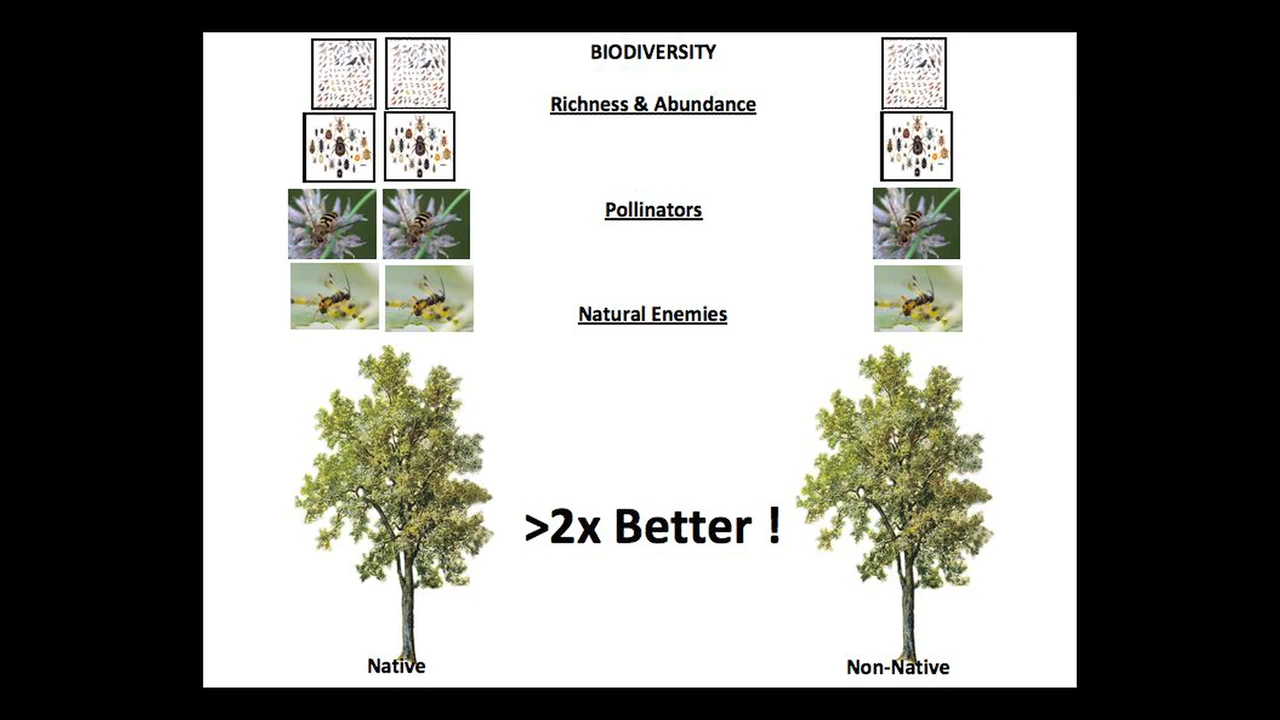 BIODIVERSITY
Richness & Abundance
Pollinators
Natural Enemies
>2x Better !
Native
Non-Native